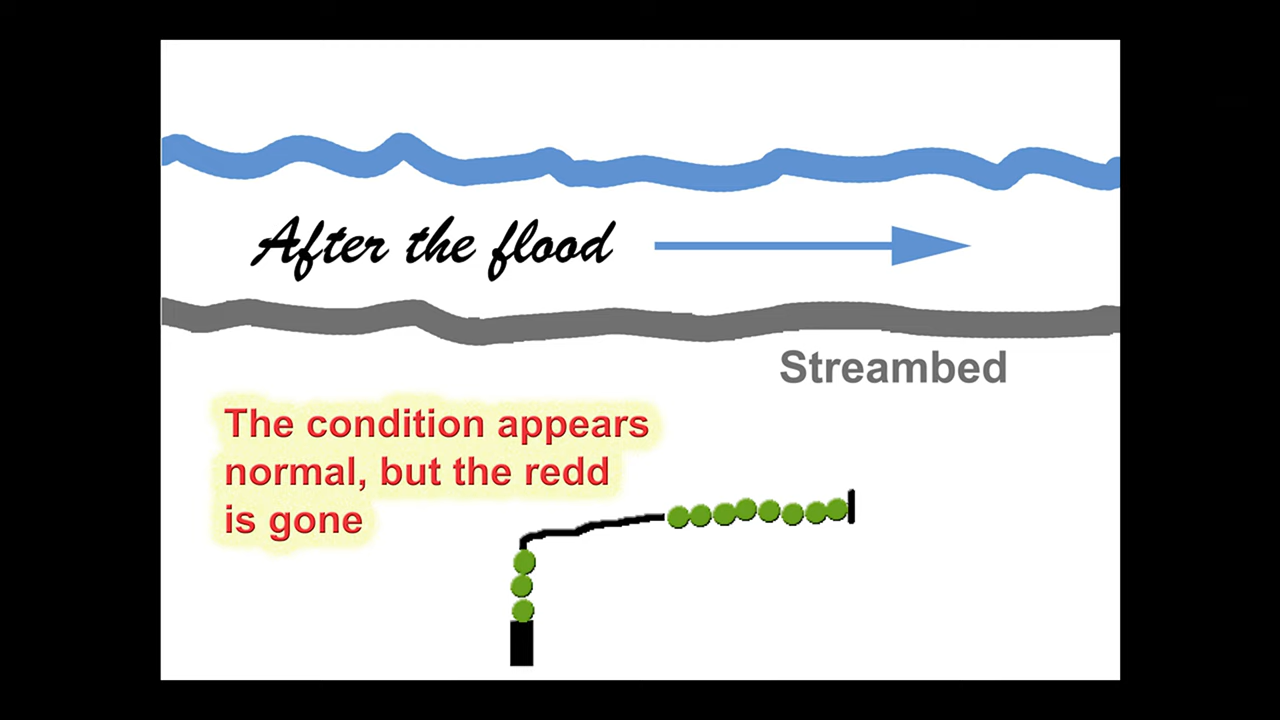 After the flood
Streambed
The condition appears
normal, but the redd
is gone